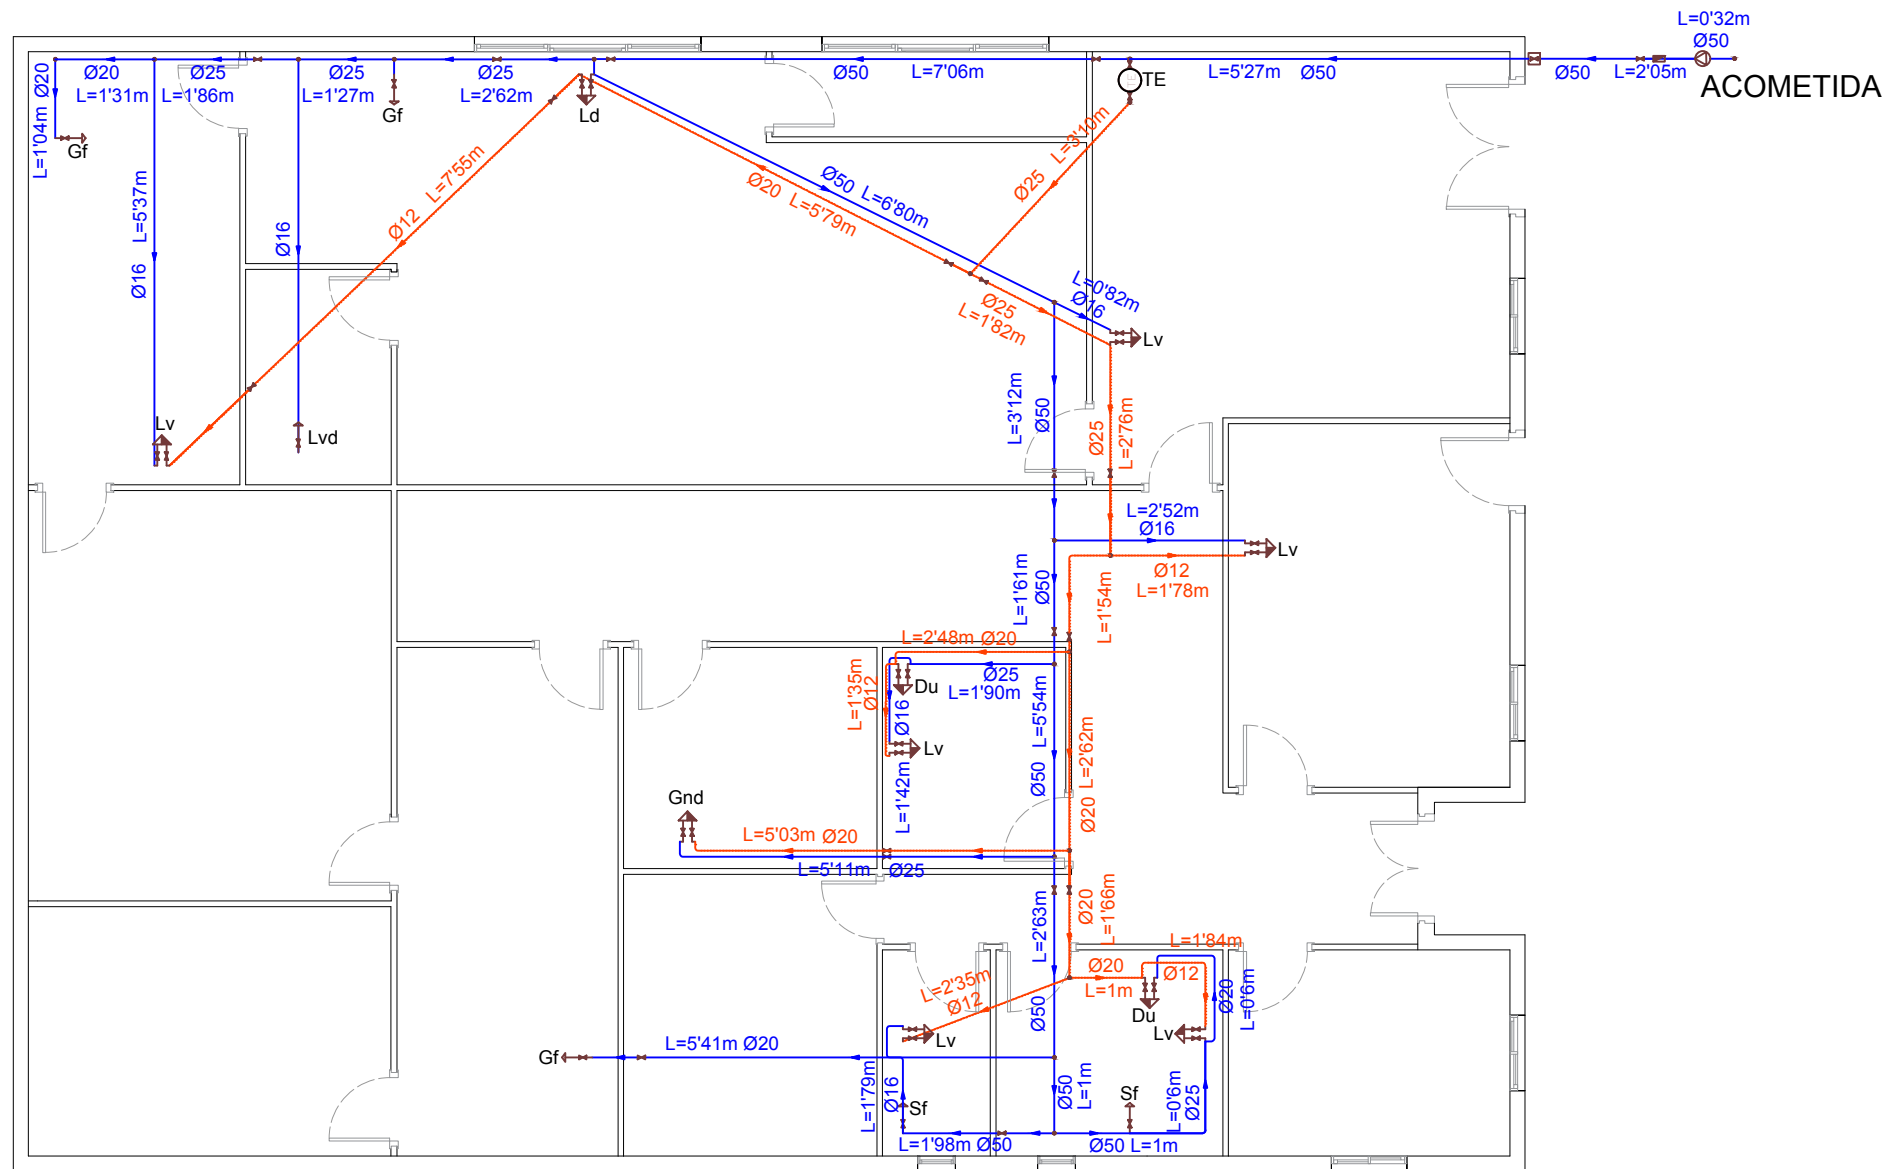 L=0'32m
Ø50
ACOMETIDA
Ø50
L=2'05m
L=5'27m
Ø50
TE
Ø50
L=7'06m
Ø25
L=2'62m
Ø25
L=1'27m
Ø25
L=1'86m
Ø20
L=1'31m
L=1'04m Ø20
Gf
Gf
Ld
L=5'37m
Ø16
Ø16
Ø12
L=7'55m
Ø50
L=6'80m
Ø20
L=5'79m
L=3'10m
Ø25
L=0'82m
Ø16
Ø25
L=1'82m
Lv
Lv
Lvd
L=3'12m
Ø50
Ø25
L=2'76m
L=2'52m
Ø16
Lv
Ø12
L=1'78m
L=1'61m
Ø50
L=1'54m
L=2'48m Ø20
Ø25
L=1'90m
Du
L=1'35m
Ø12
Ø16
Lv
L=1'42m
L=5'54m
Ø50
Ø20 L=2'62m
Gnd
L=5'03m Ø20
L=5'11m Ø25
L=2'63m
Ø50
Ø20
L=1'66m
L=1'84m
Ø20
L=1m
Ø12
Du
Lv
Ø20
L=0'6m
L=2'35m
Ø12
Lv
Gf
L=5'41m Ø20
L=1'79m
Ø16
Sf
Ø50
L=1m
Sf
L=0'6m
Ø25
L=1'98m Ø50
Ø50 L=1m